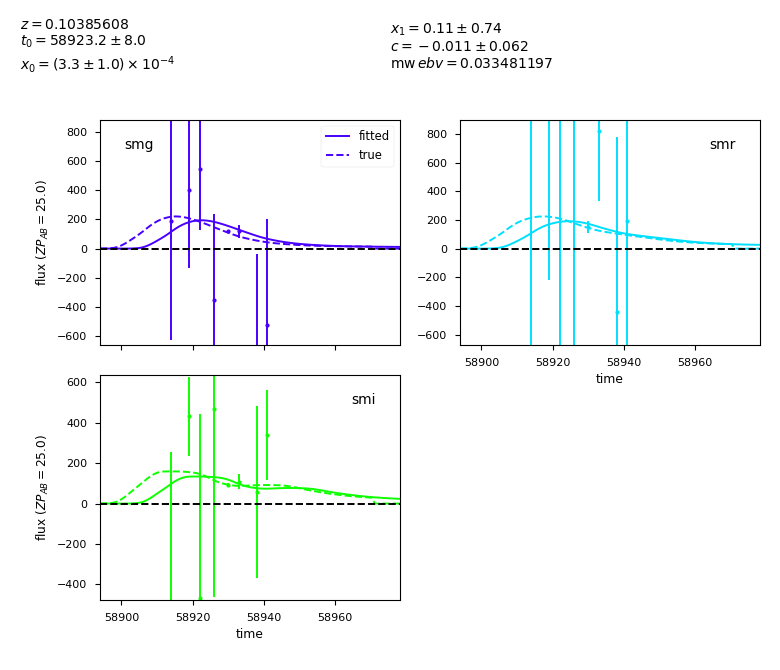 z = 0.10385608
t₀ = 58923.2 ± 8.0
x₀ = (3.3 ± 1.0) × 10⁻⁴
x₁ = 0.11 ± 0.74
c = −0.011 ± 0.062
mw ebv = 0.033481197
smg
fitted
true
800
600
400
200
0
−200
−400
−600
flux (ZP_AB = 25.0)
smr
800
600
400
200
0
−200
−400
−600
58900 58920 58940 58960
time
smi
600
400
200
0
−200
−400
flux (ZP_AB = 25.0)
58900 58920 58940 58960
time